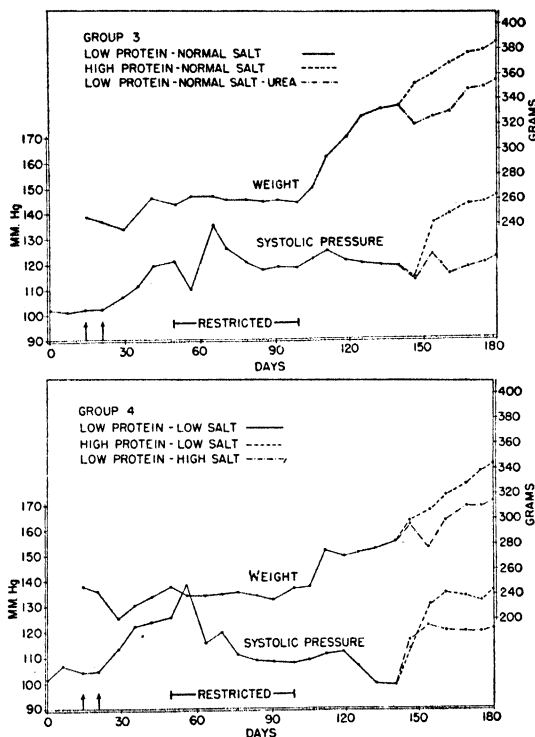 GROUP 3
LOW PROTEIN-NORMAL SALT
HIGH PROTEIN-NORMAL SALT
LOW PROTEIN-NORMAL SALT-UREA
WEIGHT
SYSTOLIC PRESSURE
RESTRICTED
MM. Hg
170
160
150
140
130
120
110
100
90
GRAMS
400
380
360
340
320
300
280
260
240
0
30
60
90
120
150
180
DAYS
GROUP 4
LOW PROTEIN-LOW SALT
HIGH PROTEIN-LOW SALT
LOW PROTEIN-HIGH SALT
WEIGHT
SYSTOLIC PRESSURE
RESTRICTED
MM. Hg
170
160
150
140
130
120
110
100
90
GRAMS
400
380
360
340
320
300
280
260
240
200
0
30
60
90
120
150
180
DAYS